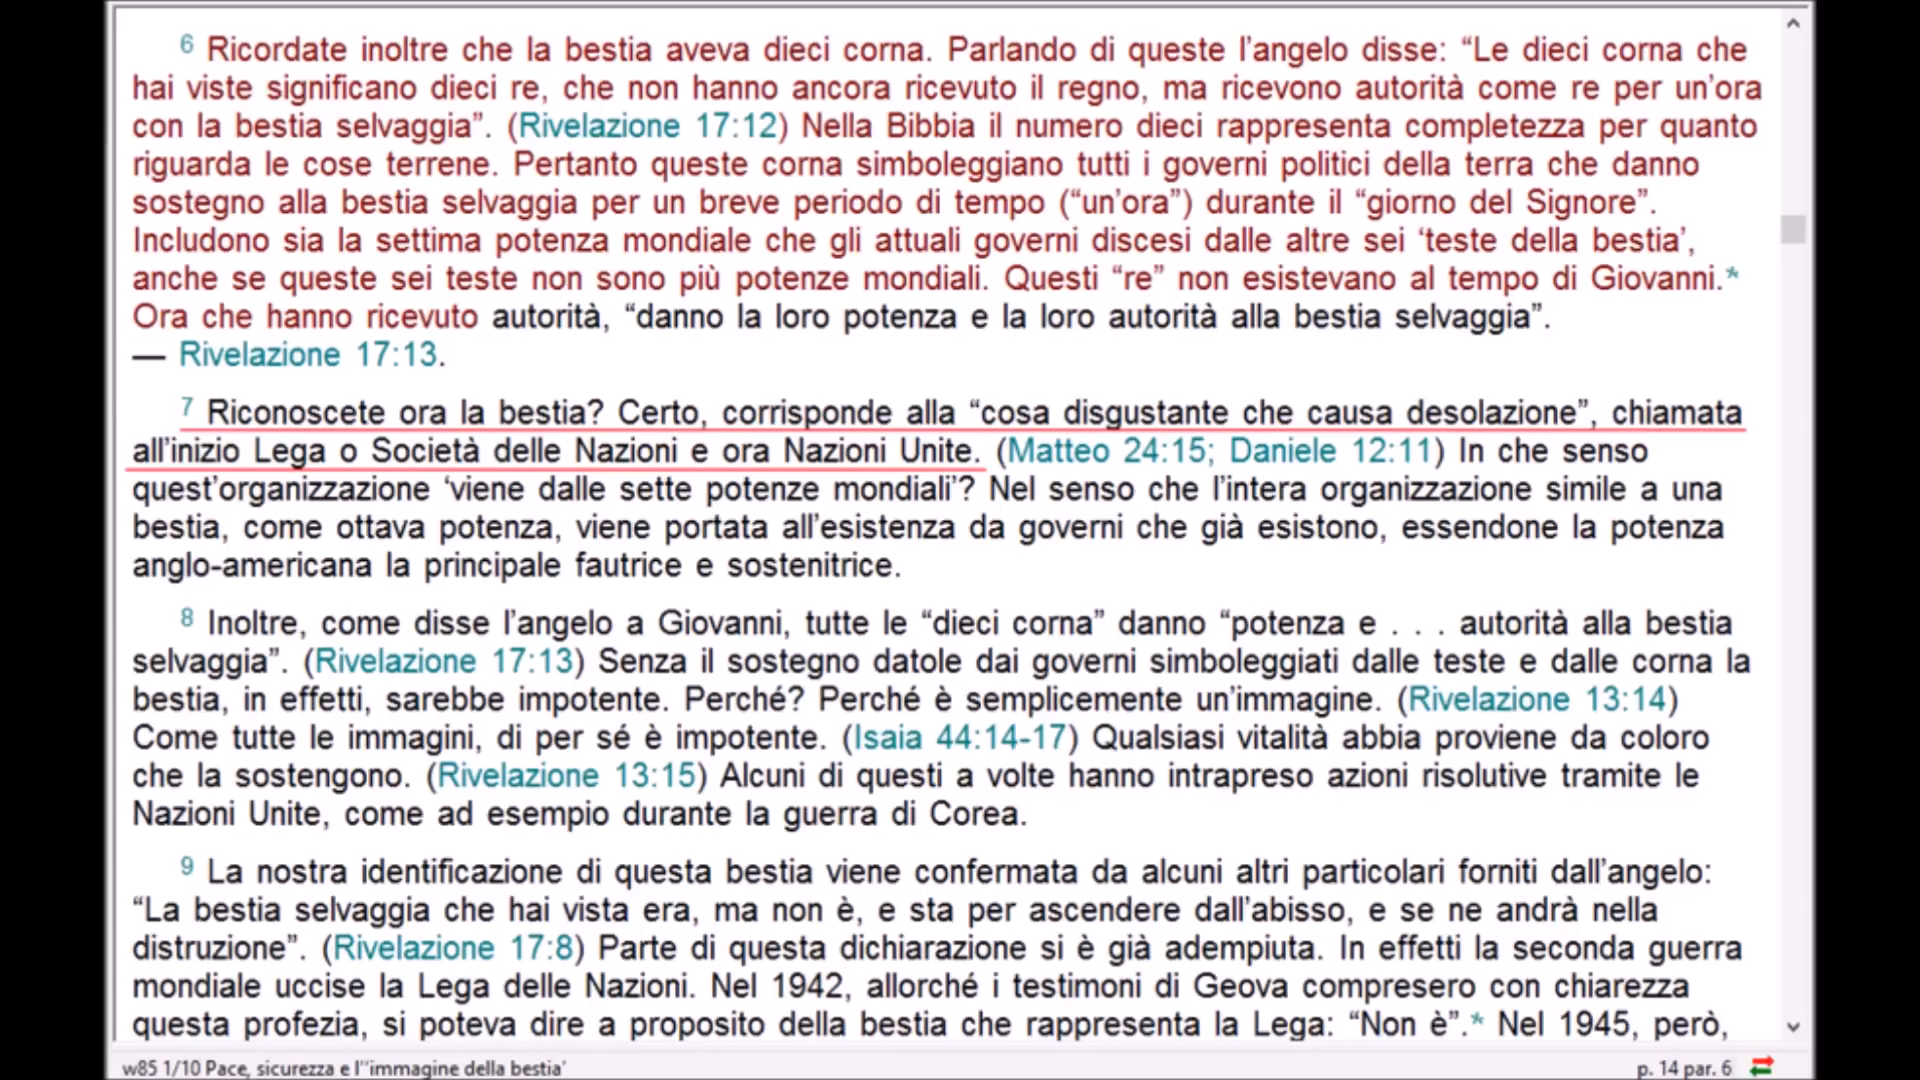 6 Ricordate inoltre che la bestia aveva dieci corna. Parlando di queste l’angelo disse: “Le dieci corna che
hai viste significano dieci re, che non hanno ancora ricevuto il regno, ma ricevono autorità come re per un’ora
con la bestia selvaggia”. (Rivelazione 17:12) Nella Bibbia il numero dieci rappresenta completezza per quanto
riguarda le cose terrene. Pertanto queste corna simboleggiano tutti i governi politici della terra che danno
sostegno alla bestia selvaggia per un breve periodo di tempo (“un’ora”) durante il “giorno del Signore”.
Includono sia la settima potenza mondiale che gli attuali governi discesi dalle altre sei ‘teste della bestia’,
anche se queste sei teste non sono più potenze mondiali. Questi “re” non esistevano al tempo di Giovanni.*
Ora che hanno ricevuto autorità, “danno la loro potenza e la loro autorità alla bestia selvaggia”.
— Rivelazione 17:13.
7 Riconoscete ora la bestia? Certo, corrisponde alla “cosa disgustante che causa desolazione”, chiamata
all’inizio Lega o Società delle Nazioni e ora Nazioni Unite. (Matteo 24:15; Daniele 12:11) In che senso
quest’organizzazione ‘viene dalle sette potenze mondiali’? Nel senso che l’intera organizzazione simile a una
bestia, come ottava potenza, viene portata all’esistenza da governi che già esistono, essendone la potenza
anglo-americana la principale fautrice e sostenitrice.
8 Inoltre, come disse l’angelo a Giovanni, tutte le “dieci corna” danno “potenza e . . . autorità alla bestia
selvaggia”. (Rivelazione 17:13) Senza il sostegno datole dai governi simboleggiati dalle teste e dalle corna la
bestia, in effetti, sarebbe impotente. Perché? Perché è semplicemente un’immagine. (Rivelazione 13:14)
Come tutte le immagini, di per sé è impotente. (Isaia 44:14-17) Qualsiasi vitalità abbia proviene da coloro
che la sostengono. (Rivelazione 13:15) Alcuni di questi a volte hanno intrapreso azioni risolutive tramite le
Nazioni Unite, come ad esempio durante la guerra di Corea.
9 La nostra identificazione di questa bestia viene confermata da alcuni altri particolari forniti dall’angelo:
“La bestia selvaggia che hai vista era, ma non è, e sta per ascendere dall’abisso, e se ne andrà nella
distruzione”. (Rivelazione 17:8) Parte di questa dichiarazione si è già adempiuta. In effetti la seconda guerra
mondiale uccise la Lega delle Nazioni. Nel 1942, allorché i testimoni di Geova compresero con chiarezza
questa profezia, si poteva dire a proposito della bestia che rappresenta la Lega: “Non è”.* Nel 1945, però,
w85 1/10 Pace, sicurezza e l’‘immagine della bestia’
p. 14 par. 6